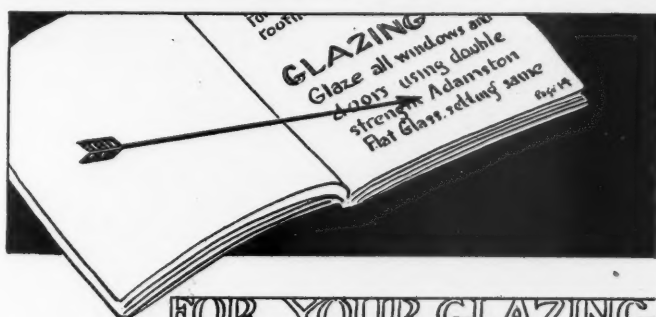 GLAZING
Glaze all windows and
doors using double
strength Adamston
Flat Glass, setting same
Page 14
FOR YOUR GLAZING